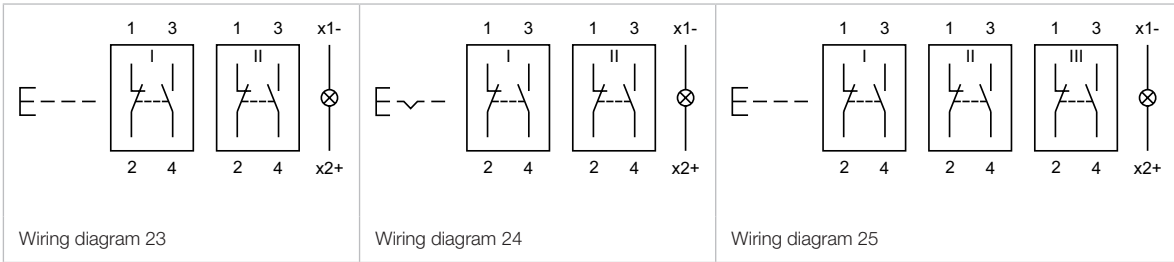 1 3 1 3 x1-
I II
2 4 2 4 x2+
Wiring diagram 23
1 3 1 3 x1-
I II
2 4 2 4 x2+
Wiring diagram 24
1 3 1 3 1 3 x1-
I II III
2 4 2 4 2 4 x2+
Wiring diagram 25